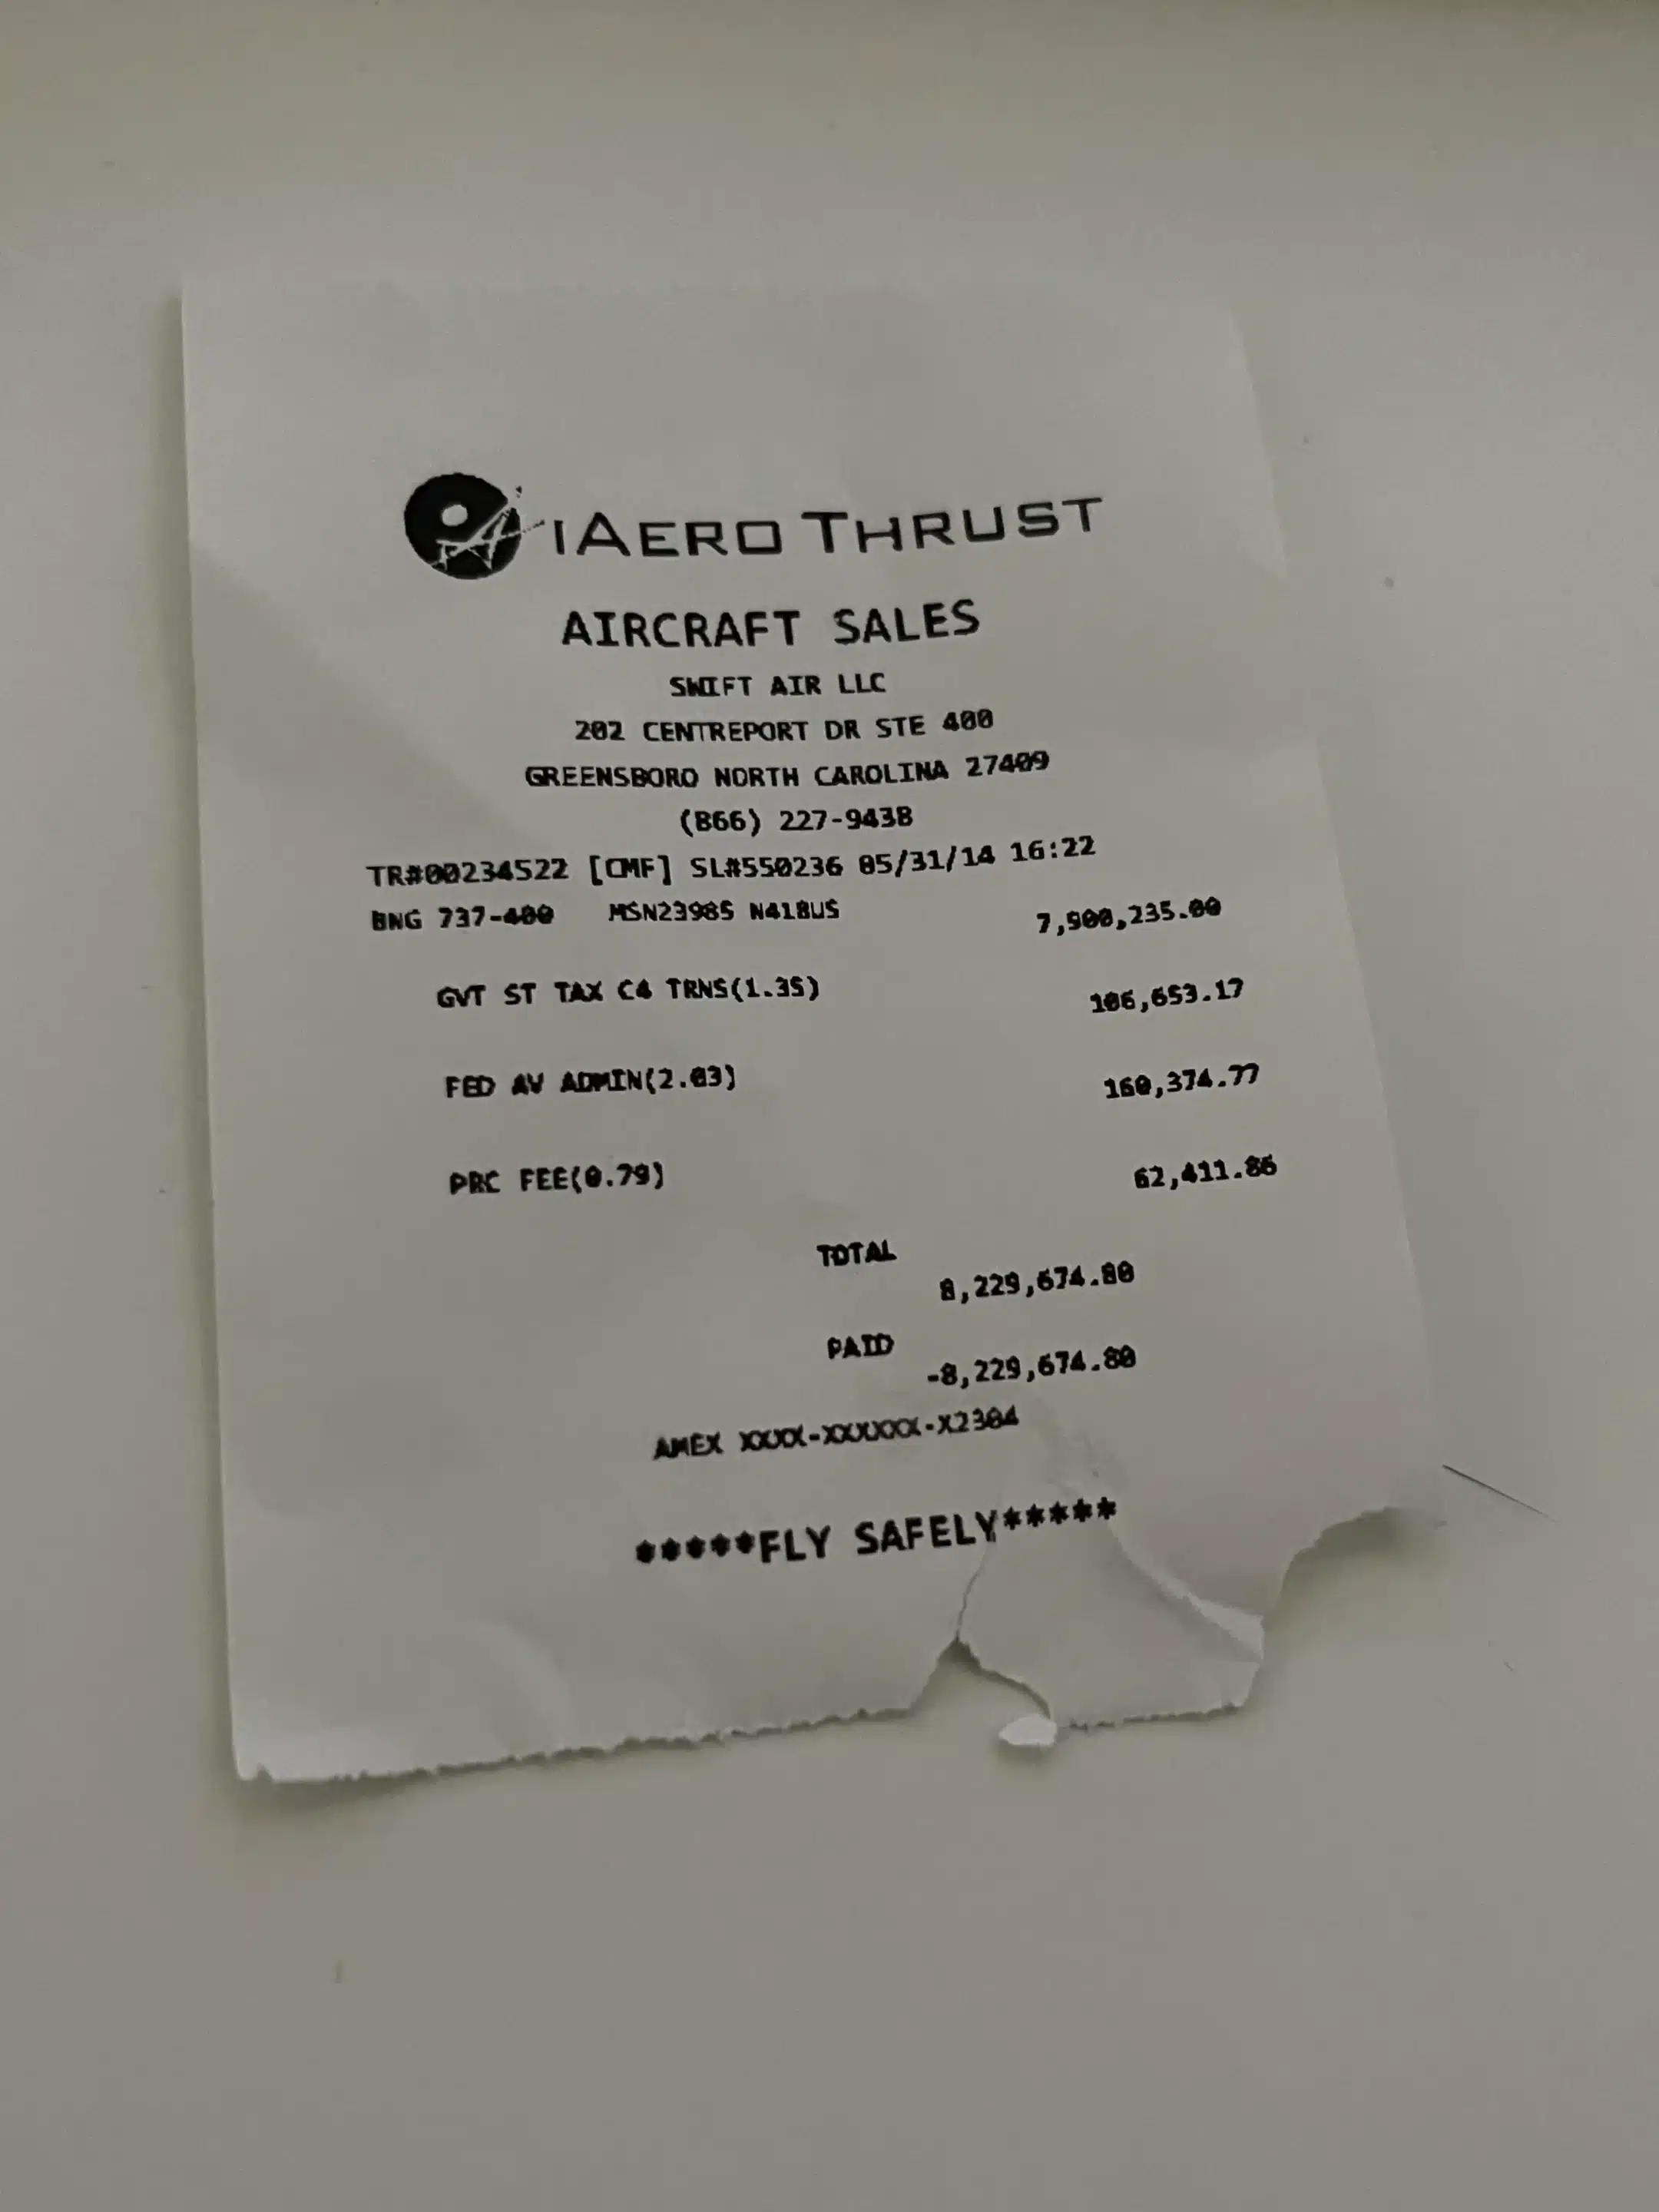 iAERO THRUST
AIRCRAFT SALES
SWIFT AIR LLC
202 CENTREPORT DR STE 400
GREENSBORO NORTH CAROLINA 27409
(866) 227-9438
TR#00234522 [CMF] SL#550236 05/31/14 16:22
BNG 737-400 MSN23985 N418US 7,900,235.00
GVT ST TAX C4 TRNS(1.35) 106,653.17
FED AV ADMIN(2.03) 160,374.77
PRC FEE(0.79) 62,411.86
TOTAL
8,229,674.80
PAID
-8,229,674.80
AMEX XXXX-XXXXXX-X2304
*****FLY SAFELY*****